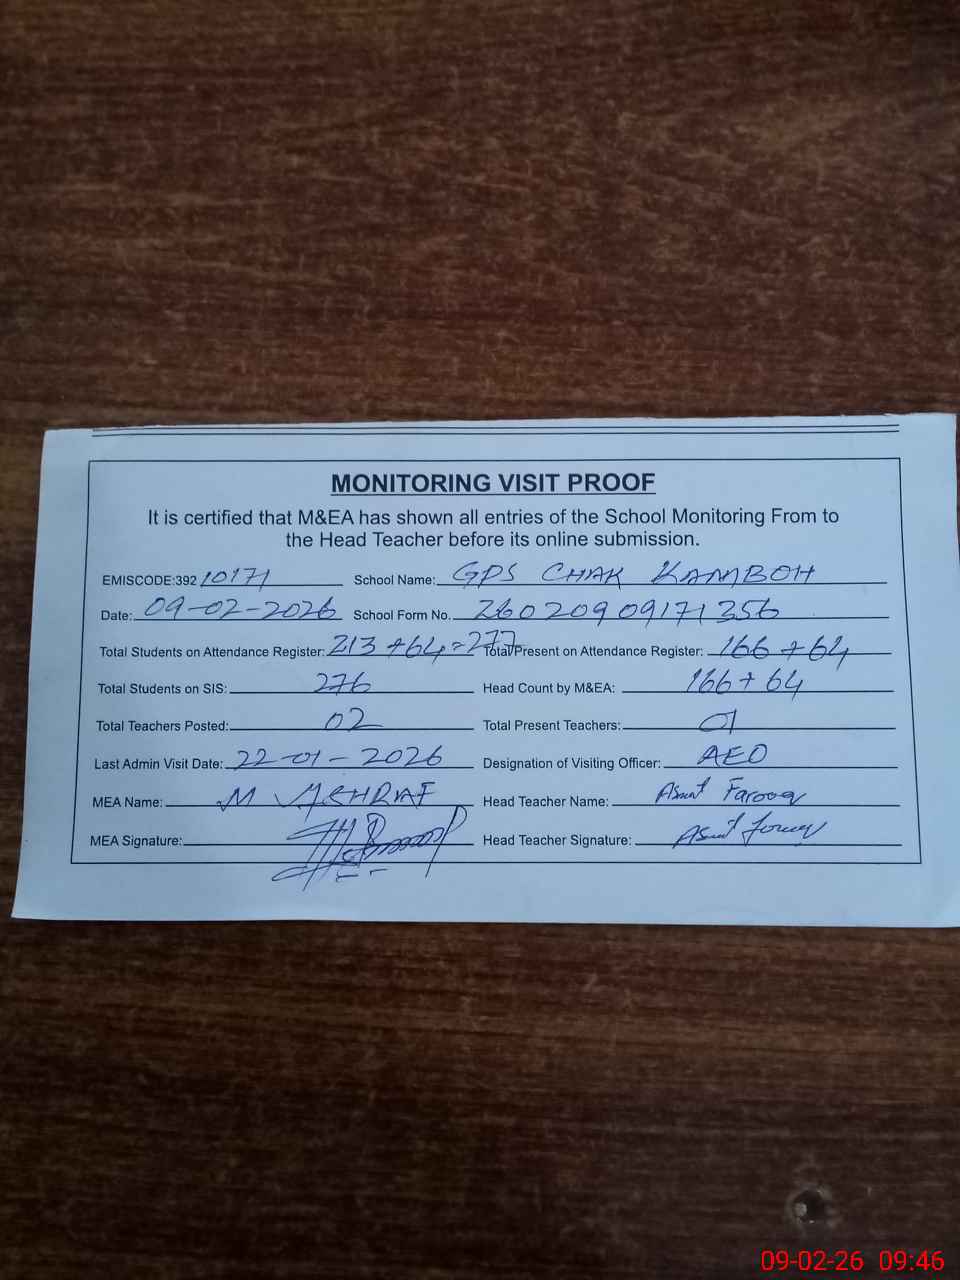 MONITORING VISIT PROOF
It is certified that M&EA has shown all entries of the School Monitoring From to
the Head Teacher before its online submission.
EMISCODE:392 10171 School Name: GPS CHAK KAMBOH
Date: 09-02-2026 School Form No. 26020909171356
Total Students on Attendance Register: 213+64=277 Total Present on Attendance Register: 166+64
Total Students on SIS: 276 Head Count by M&EA: 166+64
Total Teachers Posted: 02 Total Present Teachers: 01
Last Admin Visit Date: 22-01-2026 Designation of Visiting Officer: AEO
MEA Name: M ASHRAF Head Teacher Name: Farooq
MEA Signature: Head Teacher Signature:
09-02-26 09:46